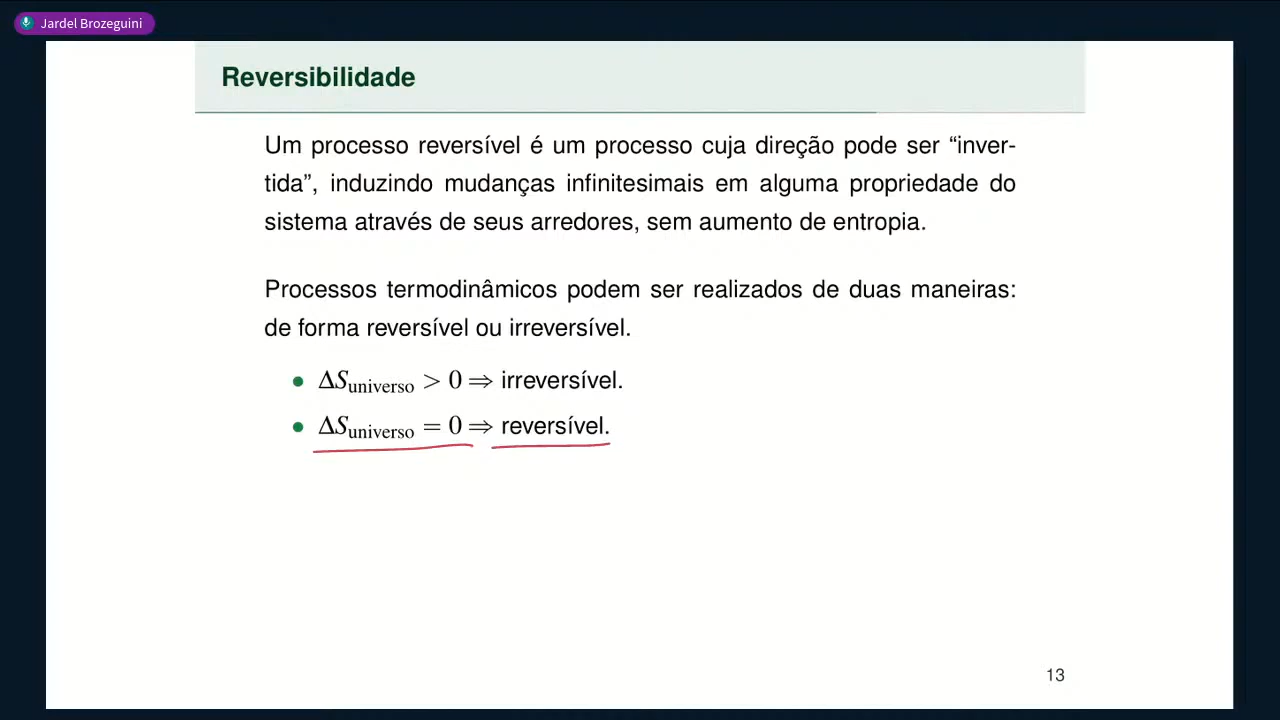 Jardel Brozeguini
Reversibilidade
Um processo reversível é um processo cuja direção pode ser “inver-
tida”, induzindo mudanças infinitesimais em alguma propriedade do
sistema através de seus arredores, sem aumento de entropia.
Processos termodinâmicos podem ser realizados de duas maneiras:
de forma reversível ou irreversível.
• ΔSuniverso > 0 ⇒ irreversível.
• ΔSuniverso = 0 ⇒ reversível.
13